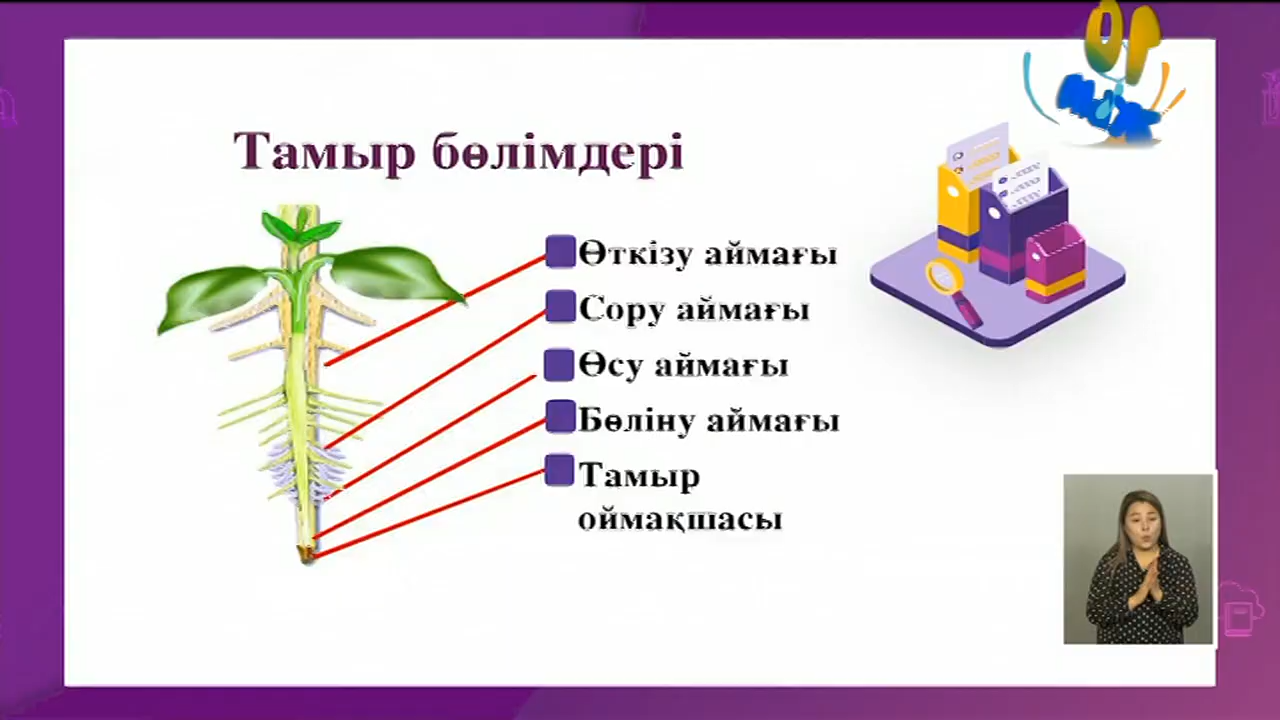 Тамыр бөлімдері
Өткізу аймағы
Сору аймағы
Өсу аймағы
Бөліну аймағы
Тамыр
оймақшасы